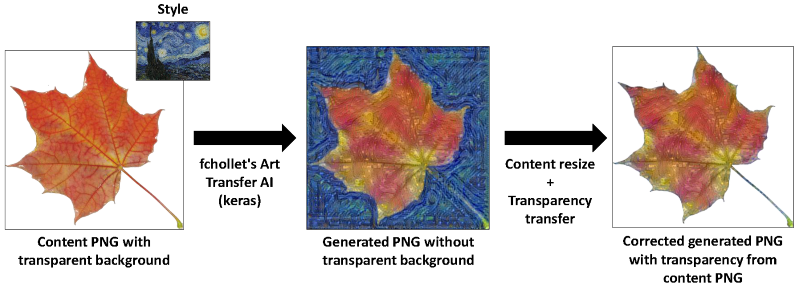 Style
fchollet's Art
Transfer AI
(keras)
Content resize
+
Transparency
transfer
Content PNG with
transparent background
Generated PNG without
transparent background
Corrected generated PNG
with transparency from
content PNG